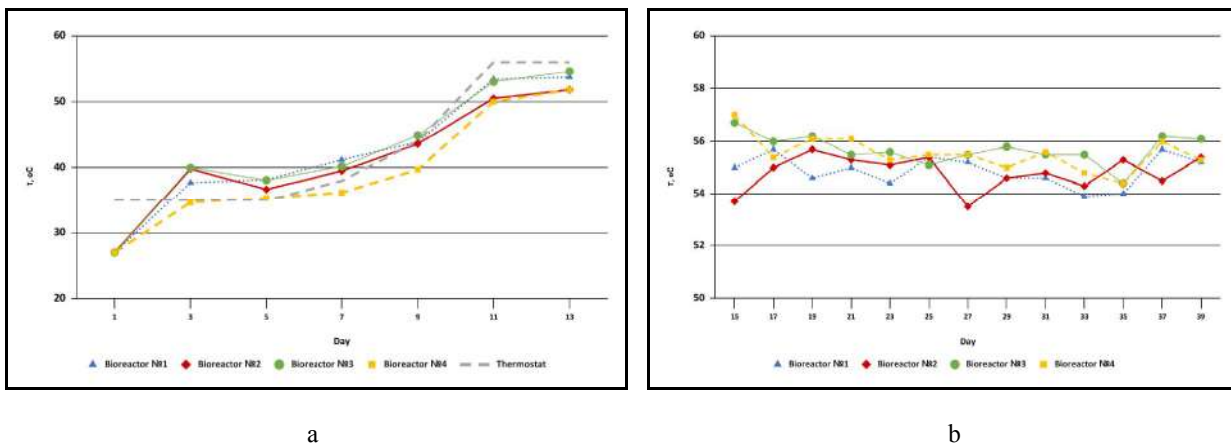 60
50
40
30
20
T, oC
1 3 5 7 9 11 13
Day
Bioreactor №1 Bioreactor №2 Bioreactor №3 Bioreactor №4 Thermostat
60
58
56
54
52
50
T, oC
15 17 19 21 23 25 27 29 31 33 35 37 39
Day
Bioreactor №1 Bioreactor №2 Bioreactor №3 Bioreactor №4
a b